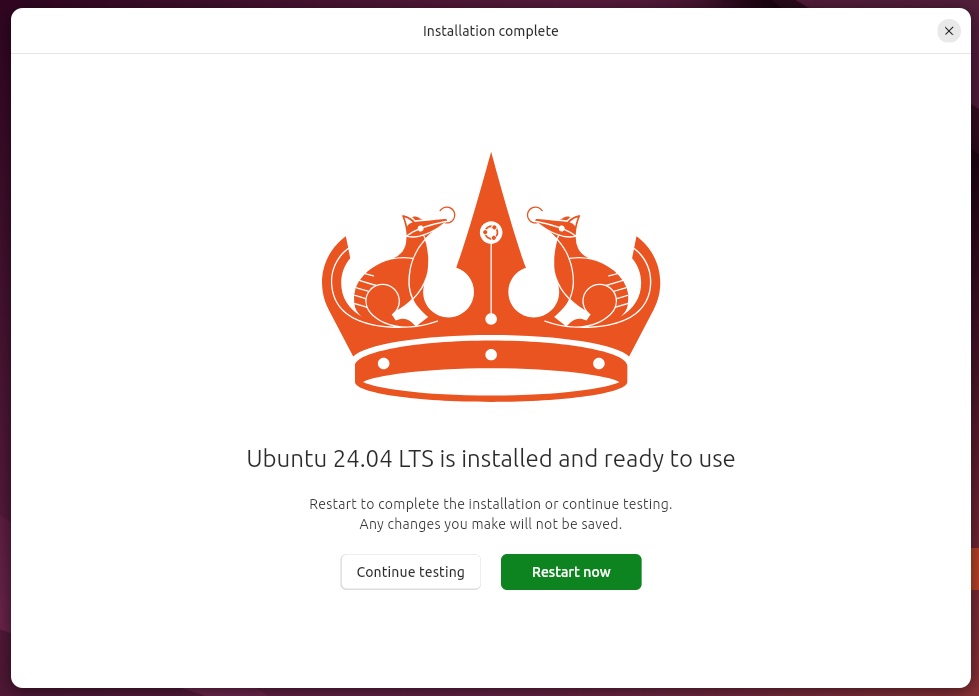 Installation complete
Ubuntu 24.04 LTS is installed and ready to use
Restart to complete the installation or continue testing.
Any changes you make will not be saved.
Continue testing
Restart now